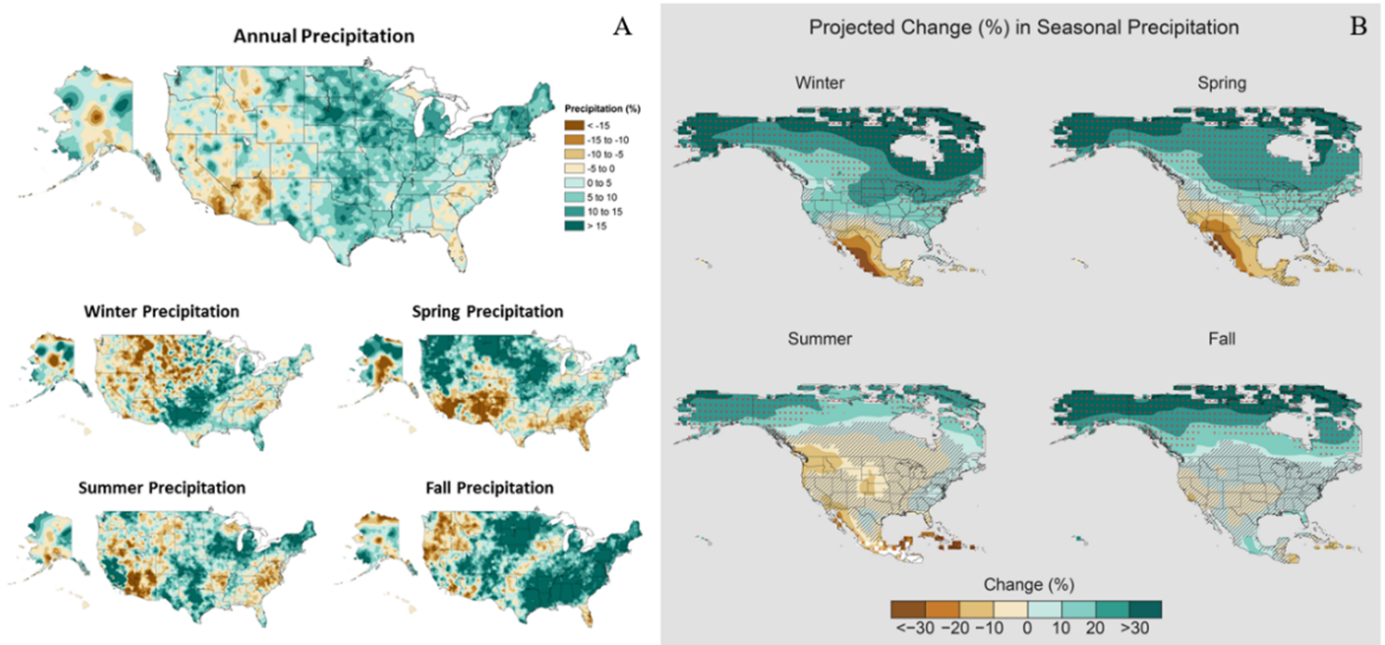 A
Annual Precipitation
Precipitation (%)
< -15
-15 to -10
-10 to -5
-5 to 0
0 to 5
5 to 10
10 to 15
> 15
Winter Precipitation
Spring Precipitation
Summer Precipitation
Fall Precipitation
Projected Change (%) in Seasonal Precipitation
B
Winter
Spring
Summer
Fall
Change (%)
<−30 −20 −10 0 10 20 >30